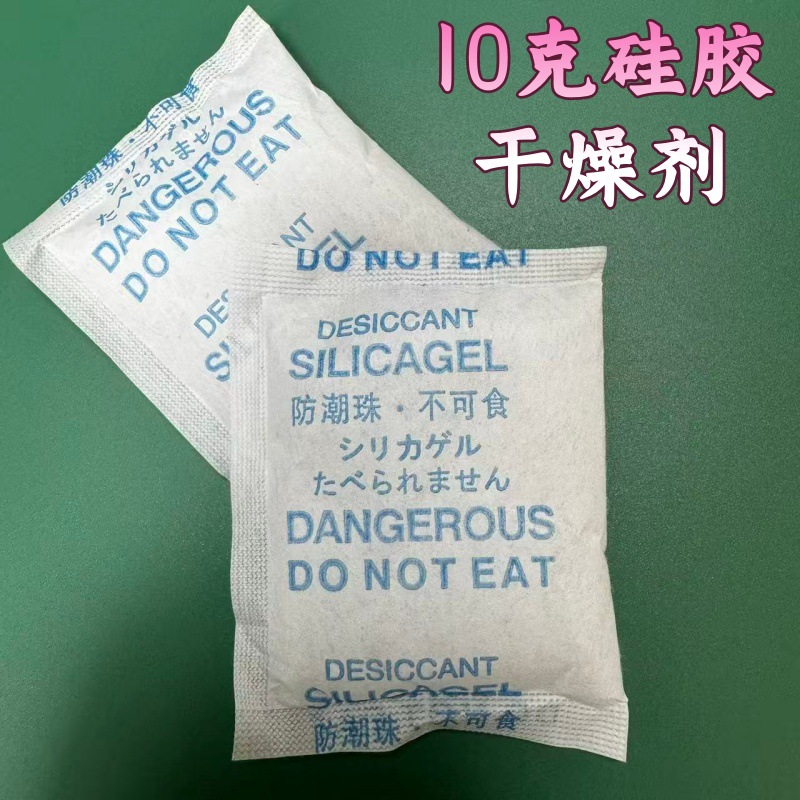 10克硅胶
干燥剂
防潮珠·不可食
シリカゲル
たべられません
DANGEROUS
DO NOT EAT
DO NOT EAT
DESICCANT
SILICAGEL
防潮珠·不可食
シリカゲル
たべられません
DANGEROUS
DO NOT EAT
DESICCANT
SILICAGEL
防潮珠·不可食